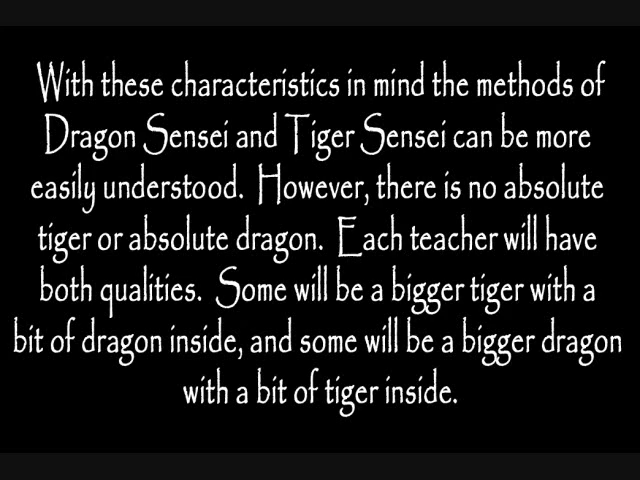 With these characteristics in mind the methods of
Dragon Sensei and Tiger Sensei can be more
easily understood. However, there is no absolute
tiger or absolute dragon. Each teacher will have
both qualities. Some will be a bigger tiger with a
bit of dragon inside, and some will be a bigger dragon
with a bit of tiger inside.